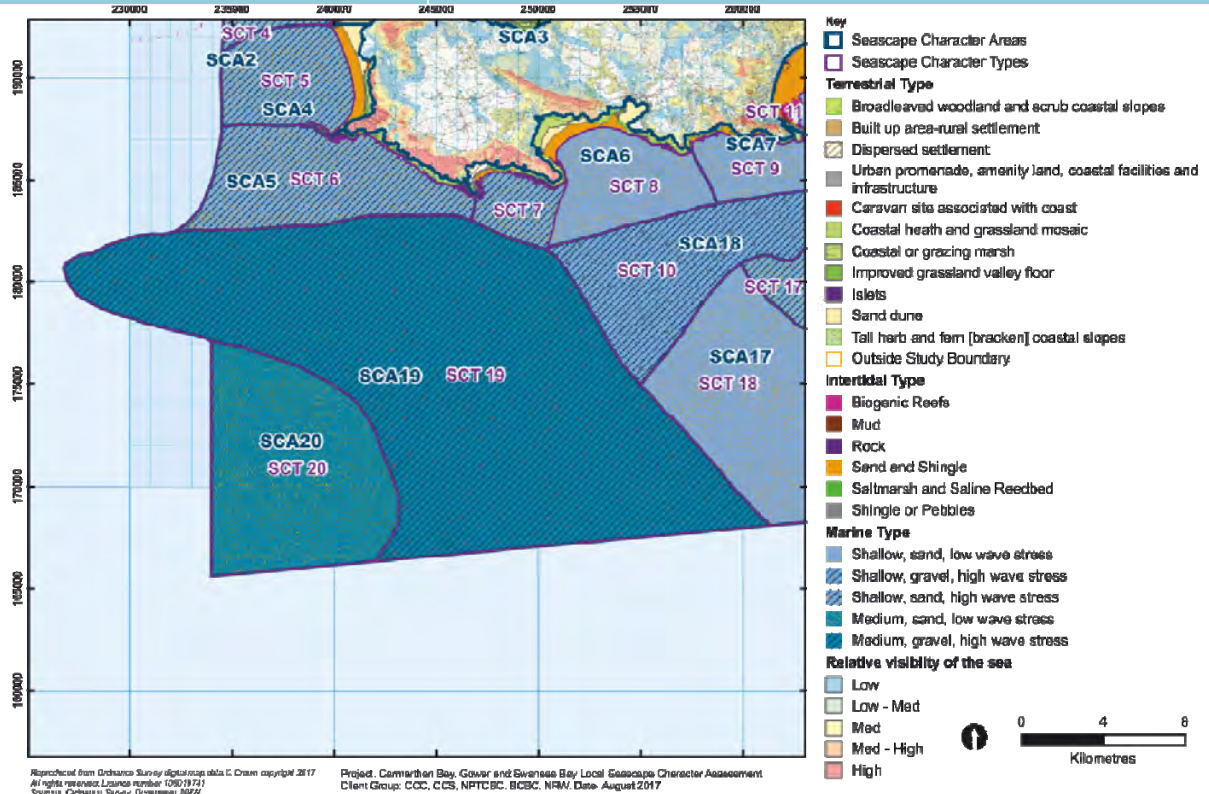 230000 235000 240000 245000 250000 255000 260000
190000
185000
180000
175000
170000
165000
160000
SCT 4
SCA2
SCT 5
SCA4
SCA3
SCT 11
SCA5
SCT 6
SCA6
SCT 8
SCA7
SCT 9
SCT 7
SCA18
SCT 10
SCT 17
SCA17
SCT 18
SCA19
SCT 19
SCA20
SCT 20
Key
Seascape Character Areas
Seascape Character Types
Terrestrial Type
Broadleaved woodland and scrub coastal slopes
Built up area-rural settlement
Dispersed settlement
Urban promenade, amenity land, coastal facilities and
infrastructure
Caravan site associated with coast
Coastal heath and grassland mosaic
Coastal or grazing marsh
Improved grassland valley floor
Islets
Sand dune
Tall herb and fern [bracken] coastal slopes
Outside Study Boundary
Intertidal Type
Biogenic Reefs
Mud
Rock
Sand and Shingle
Saltmarsh and Saline Reedbed
Shingle or Pebbles
Marine Type
Shallow, sand, low wave stress
Shallow, gravel, high wave stress
Shallow, sand, high wave stress
Medium, sand, low wave stress
Medium, gravel, high wave stress
Relative visiblity of the sea
Low
Low - Med
Med
Med - High
High
0 4 8
Kilometres
Reproduced from Ordnance Survey digital map data © Crown copyright 2017
All rights reserved. Licence number
Project. Carmarthen Bay, Gower and Swansea Bay Local Seascape Character Assessment
Client Group: CCC, CCS, NPTCBC, BCBC, NRW. Date- August 2017